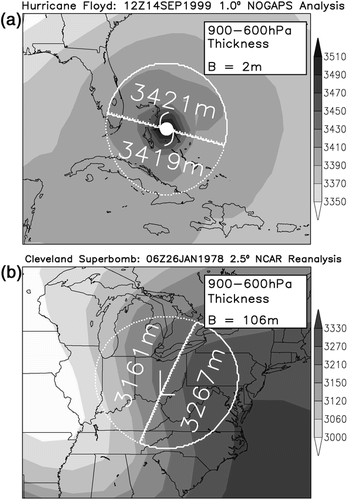 Hurricane Floyd: 12Z14SEP1999 1.0° NOGAPS Analysis
(a)
900-600hPa
Thickness
B = 2m
3421m
3419m
3510
3490
3470
3450
3430
3410
3390
3370
3350
Cleveland Superbomb: 06Z26JAN1978 2.5° NCAR Reanalysis
(b)
900-600hPa
Thickness
B = 106m
3161m
3267m
L
3330
3270
3240
3210
3180
3150
3120
3060
3000